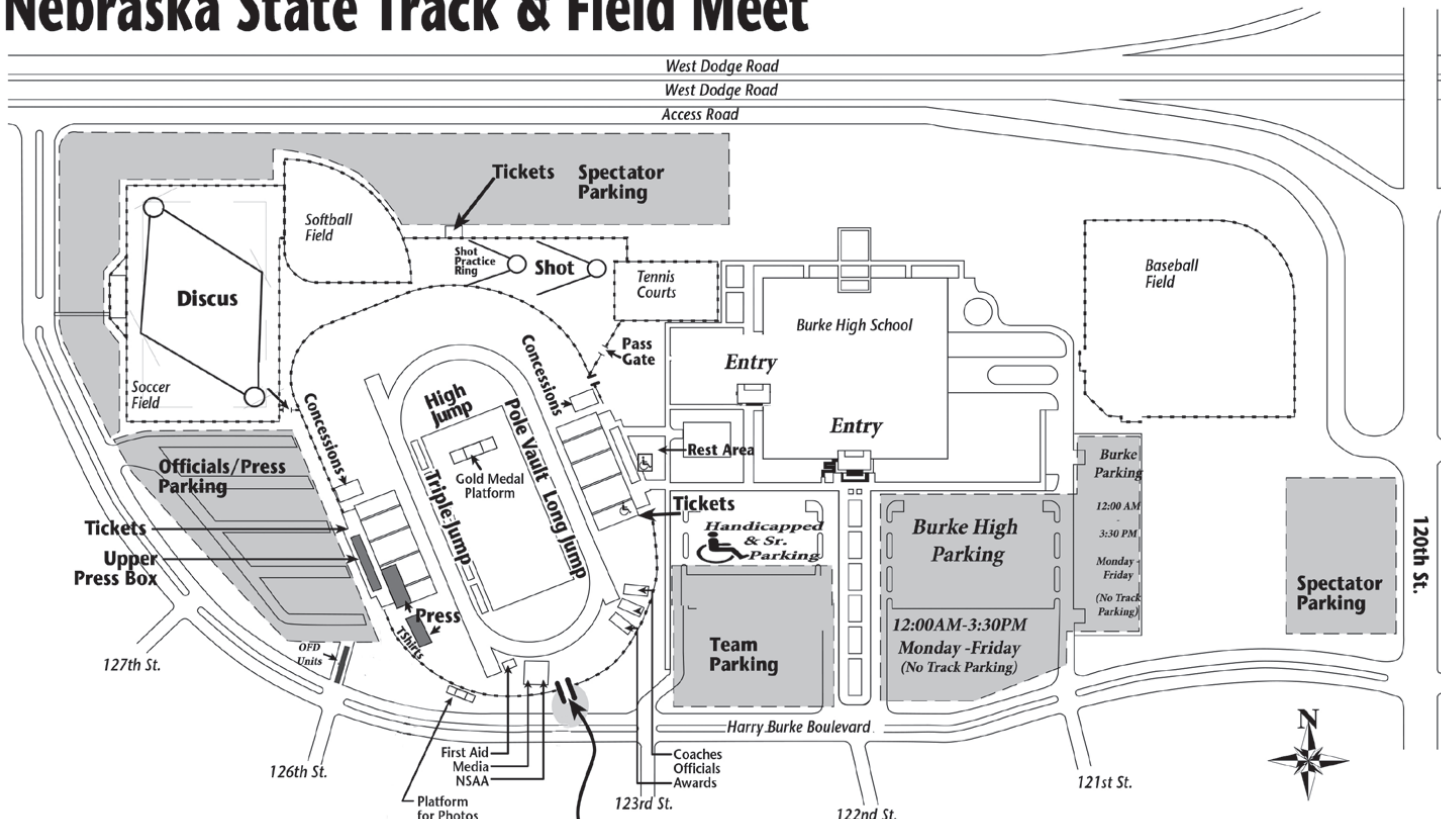 Nebraska State Track & Field Meet
West Dodge Road
West Dodge Road
Access Road
Tickets
Spectator
Parking
Softball
Field
Shot
Practice
Ring
Shot
Tennis
Courts
Baseball
Field
Discus
Burke High School
Pass
Gate
Entry
Soccer
Field
Concessions
Concessions
High
Jump
Pole Vault
Long Jump
Triple Jump
Gold Medal
Platform
Entry
Rest Area
Officials/Press
Parking
Tickets
Upper
Press Box
Tickets
Handicapped
& Sr.
Parking
Burke High
Parking
12:00AM-3:30PM
Monday -Friday
(No Track Parking)
Burke
Parking
12:00 AM
-
3:30 PM
Monday -
Friday
(No Track
Parking)
Spectator
Parking
120th St.
Press
TShirts
Team
Parking
OFD
Units
127th St.
Harry Burke Boulevard
N
First Aid
Media
NSAA
Coaches
Officials
Awards
126th St.
Platform
for Photos
123rd St.
122nd St.
121st St.